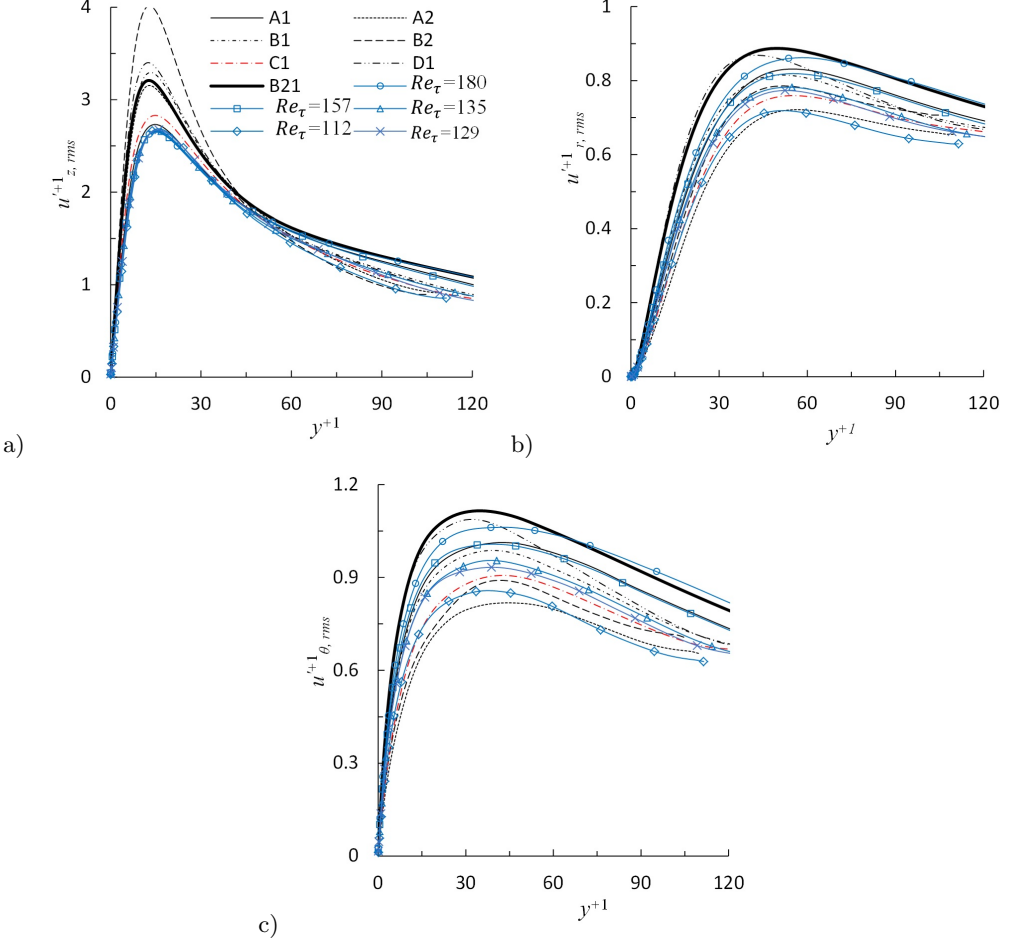 4
3
2
1
0
u'+1 z, rms
A1
A2
B1
B2
C1
D1
B21
Reτ=180
Reτ=157
Reτ=135
Reτ=112
Reτ=129
0 30 60 90 120
y+1
a)
1
0.8
0.6
0.4
0.2
0
u'+1 r, rms
0 30 60 90 120
y+1
b)
1.2
0.9
0.6
0.3
0
u'+1 θ, rms
0 30 60 90 120
y+1
c)